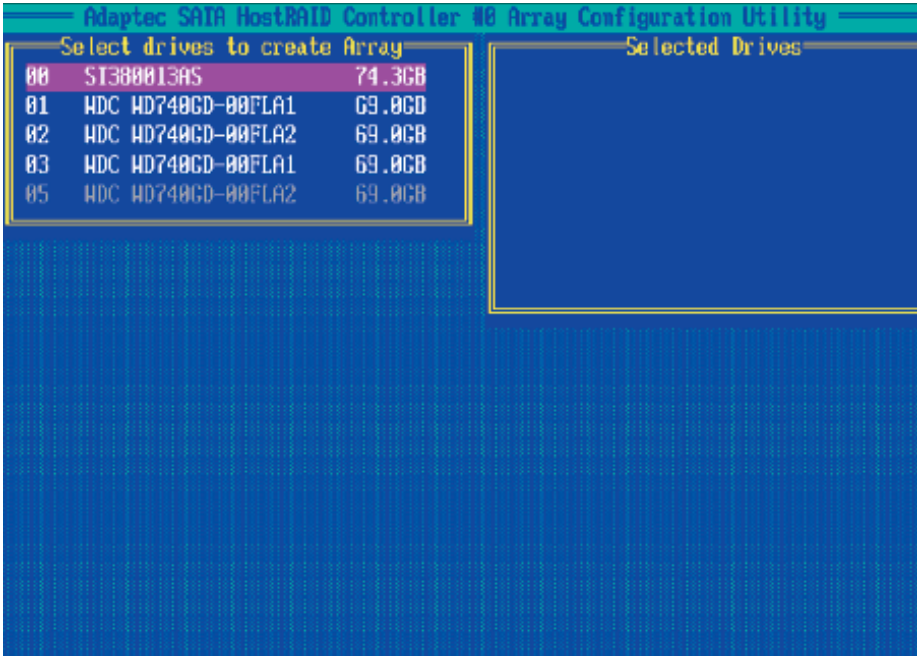 Adaptec SATA HostRAID Controller #0 Array Configuration Utility
Select drives to create Array
00 ST380013AS 74.3GB
01 WDC WD740GD-00FLA1 69.0GB
02 WDC WD740GD-00FLA2 69.0GB
03 WDC WD740GD-00FLA1 69.0GB
05 WDC WD740GD-00FLA2 69.0GB
Selected Drives